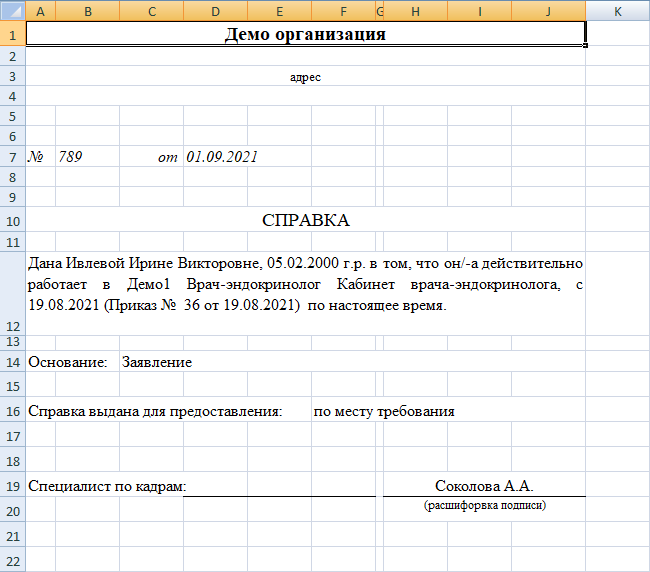 A B C D E F G H I J K
1 Демо организация
2
3 адрес
4
5
6
7 № 789 от 01.09.2021
8
9
10 СПРАВКА
11
Дана Ивлевой Ирине Викторовне, 05.02.2000 г.р. в том, что он/-а действительно
работает в Демо1 Врач-эндокринолог Кабинет врача-эндокринолога, с
19.08.2021 (Приказ № 36 от 19.08.2021) по настоящее время.
12
13
14 Основание: Заявление
15
16 Справка выдана для предоставления: по месту требования
17
18
19 Специалист по кадрам: Соколова А.А.
20 (расшифорвка подписи)
21
22